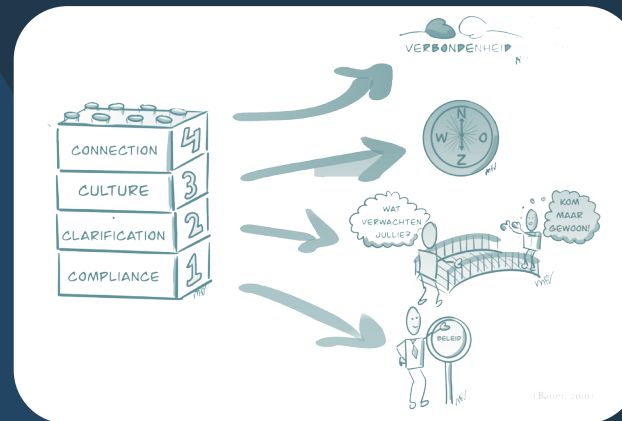 VERBONDENHEID
CONNECTION 4
CULTURE 3
CLARIFICATION 2
COMPLIANCE 1
N
W O
Z
WAT
VERWACHTEN
JULLIE?
KOM
MAAR
GEWOON!
BELEID